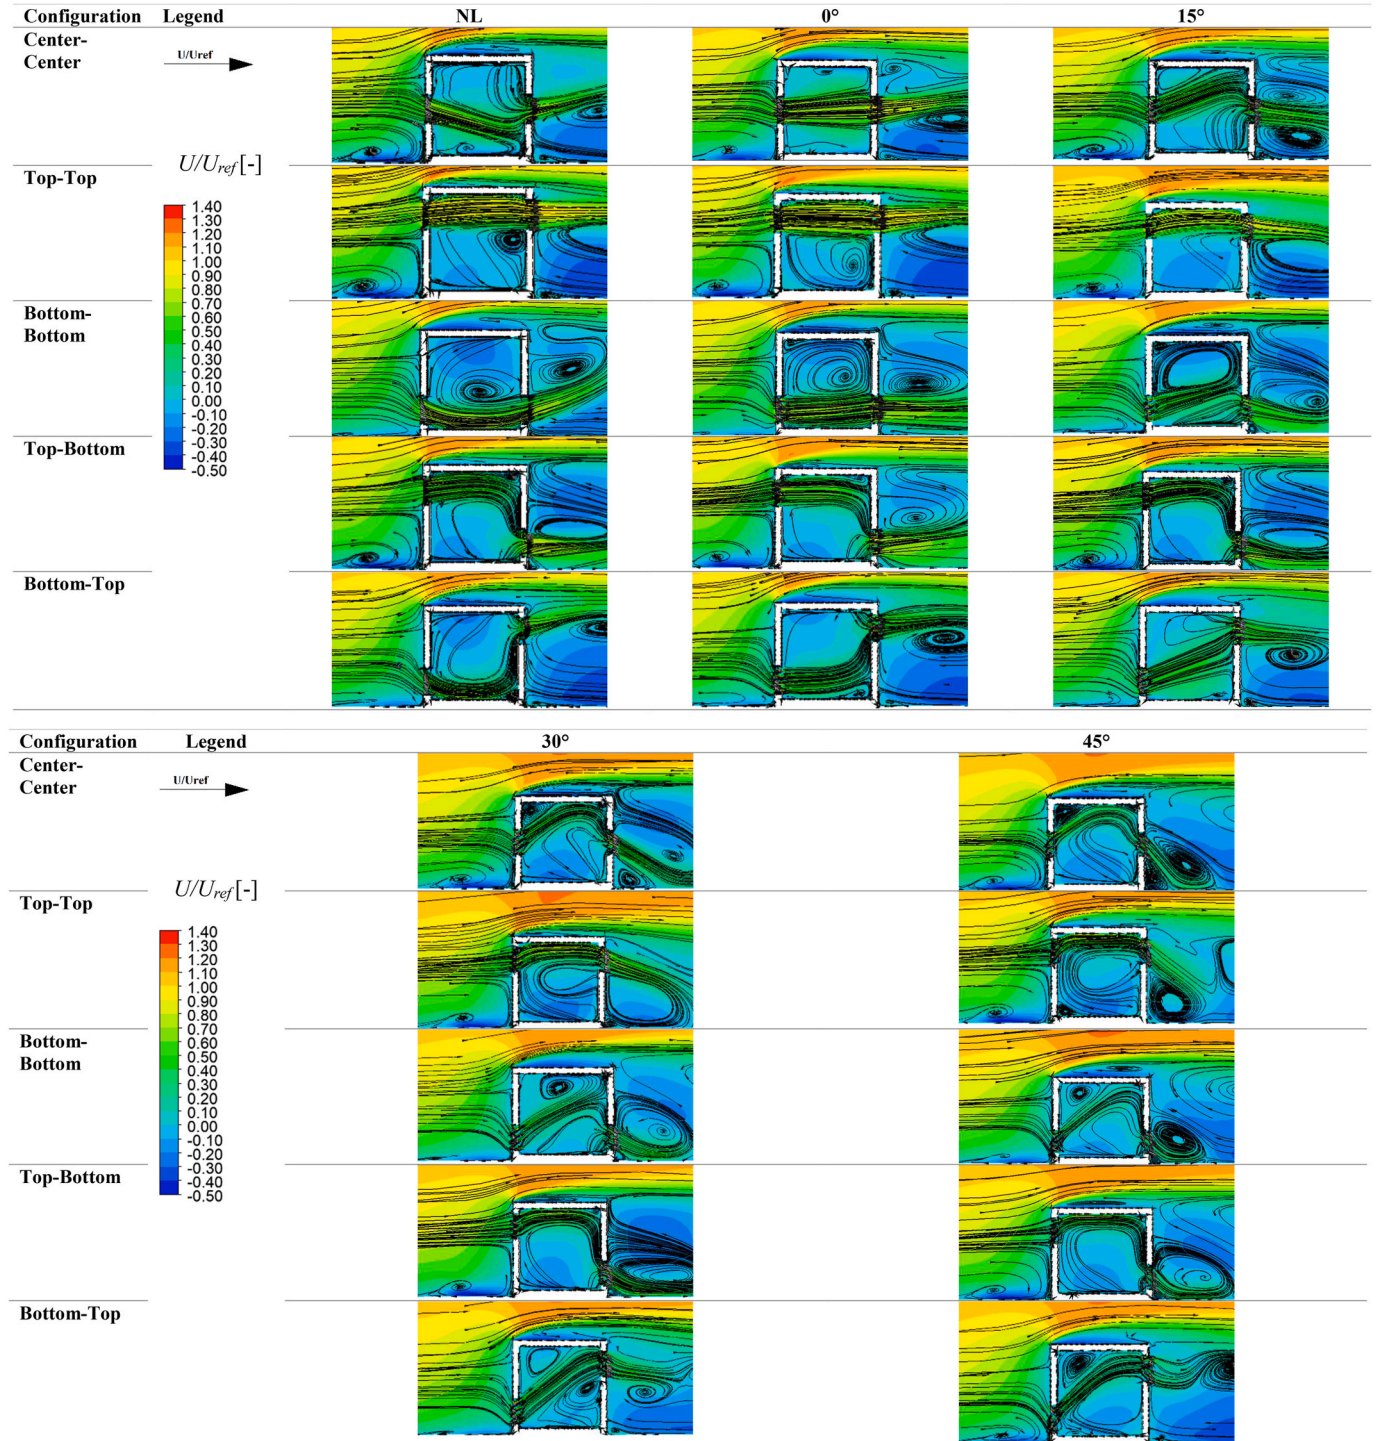 Configuration Legend NL 0° 15°
Center-
Center
U/Uref
U/Uref [-]
Top-Top
1.40
1.30
1.20
1.10
1.00
0.90
0.80
0.70
0.60
0.50
0.40
0.30
0.20
0.10
0.00
-0.10
-0.20
-0.30
-0.40
-0.50
Bottom-
Bottom
Top-Bottom
Bottom-Top
Configuration Legend 30° 45°
Center-
Center
U/Uref
U/Uref [-]
Top-Top
1.40
1.30
1.20
1.10
1.00
0.90
0.80
0.70
0.60
0.50
0.40
0.30
0.20
0.10
0.00
-0.10
-0.20
-0.30
-0.40
-0.50
Bottom-
Bottom
Top-Bottom
Bottom-Top